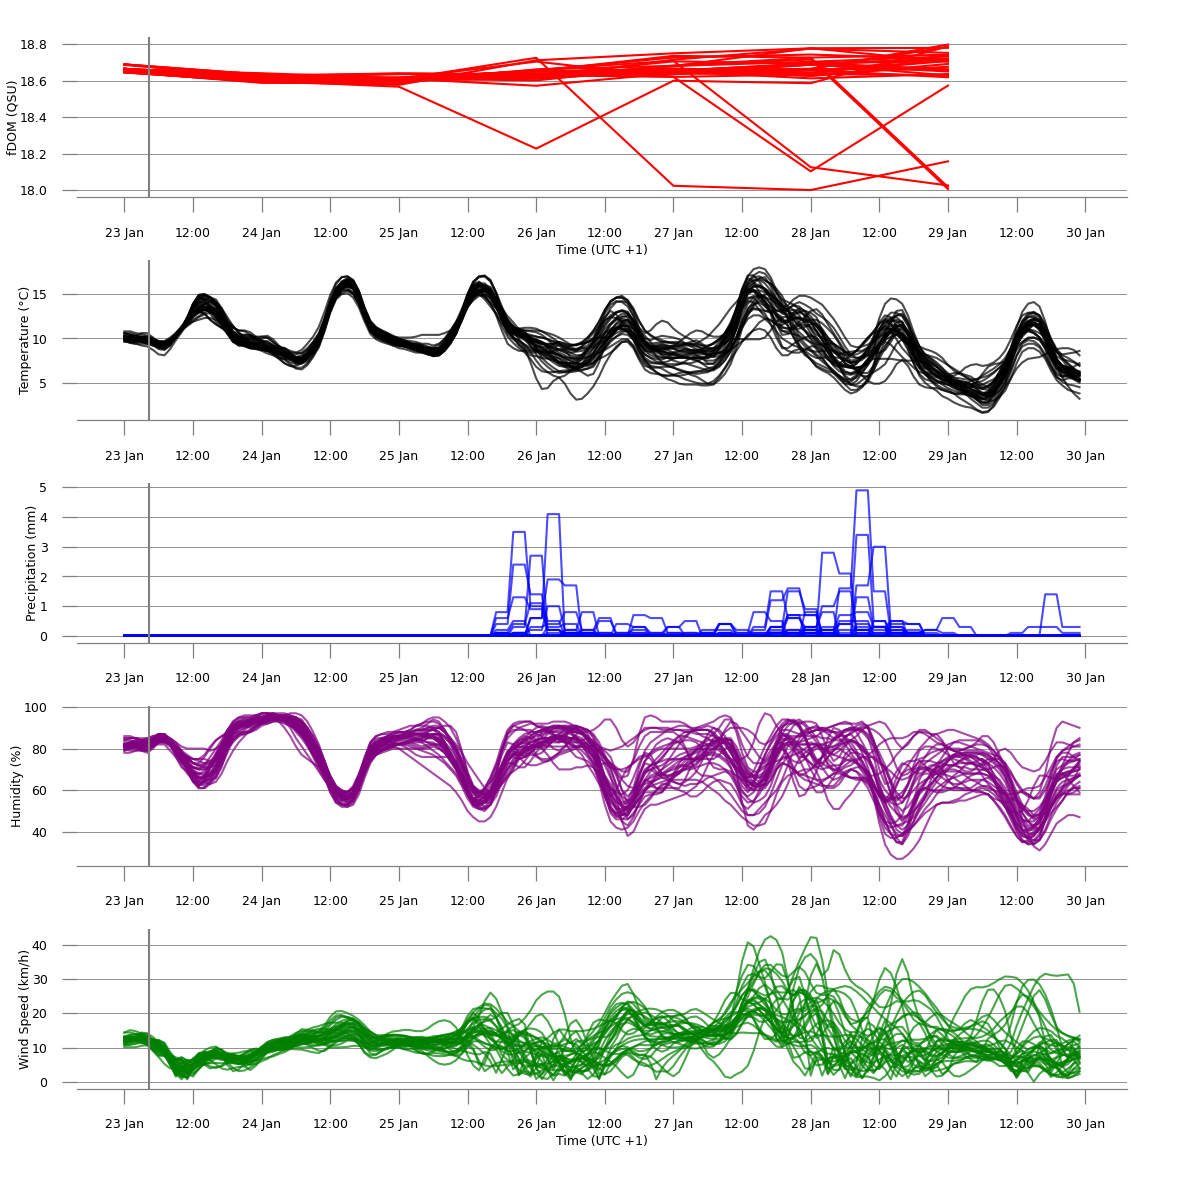 fDOM (QSU)
18.8
18.6
18.4
18.2
18.0
23 Jan 12:00 24 Jan 12:00 25 Jan 12:00 26 Jan 12:00 27 Jan 12:00 28 Jan 12:00 29 Jan 12:00 30 Jan
Time (UTC +1)
Temperature (°C)
15
10
5
23 Jan 12:00 24 Jan 12:00 25 Jan 12:00 26 Jan 12:00 27 Jan 12:00 28 Jan 12:00 29 Jan 12:00 30 Jan
Precipitation (mm)
5
4
3
2
1
0
23 Jan 12:00 24 Jan 12:00 25 Jan 12:00 26 Jan 12:00 27 Jan 12:00 28 Jan 12:00 29 Jan 12:00 30 Jan
Humidity (%)
100
80
60
40
23 Jan 12:00 24 Jan 12:00 25 Jan 12:00 26 Jan 12:00 27 Jan 12:00 28 Jan 12:00 29 Jan 12:00 30 Jan
Wind Speed (km/h)
40
30
20
10
0
23 Jan 12:00 24 Jan 12:00 25 Jan 12:00 26 Jan 12:00 27 Jan 12:00 28 Jan 12:00 29 Jan 12:00 30 Jan
Time (UTC +1)